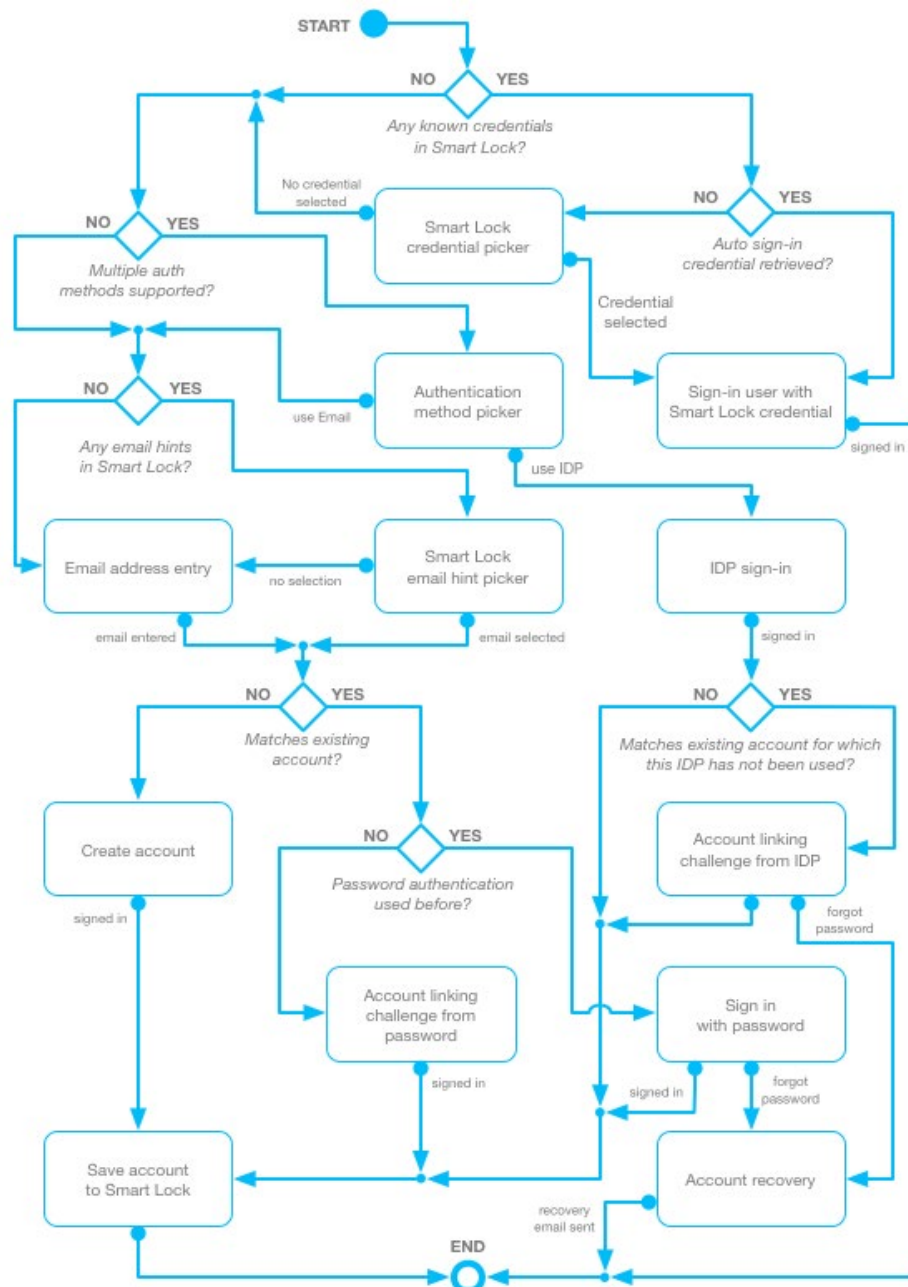 START
NO
YES
Any known credentials
in Smart Lock?
No credential
selected
Smart Lock
credential picker
NO
YES
Auto sign-in
credential retrieved?
NO
YES
Multiple auth
methods supported?
Credential
selected
NO
YES
use Email
Authentication
method picker
Sign-in user with
Smart Lock credential
signed in
Any email hints
in Smart Lock?
use IDP
Email address entry
no selection
Smart Lock
email hint picker
IDP sign-in
email entered
email selected
signed in
NO
YES
Matches existing
account?
NO
YES
Matches existing account for which
this IDP has not been used?
Create account
NO
YES
Password authentication
used before?
Account linking
challenge from IDP
signed in
forgot
password
Account linking
challenge from
password
Sign in
with password
signed in
signed in
forgot
password
Save account
to Smart Lock
Account recovery
recovery
email sent
END